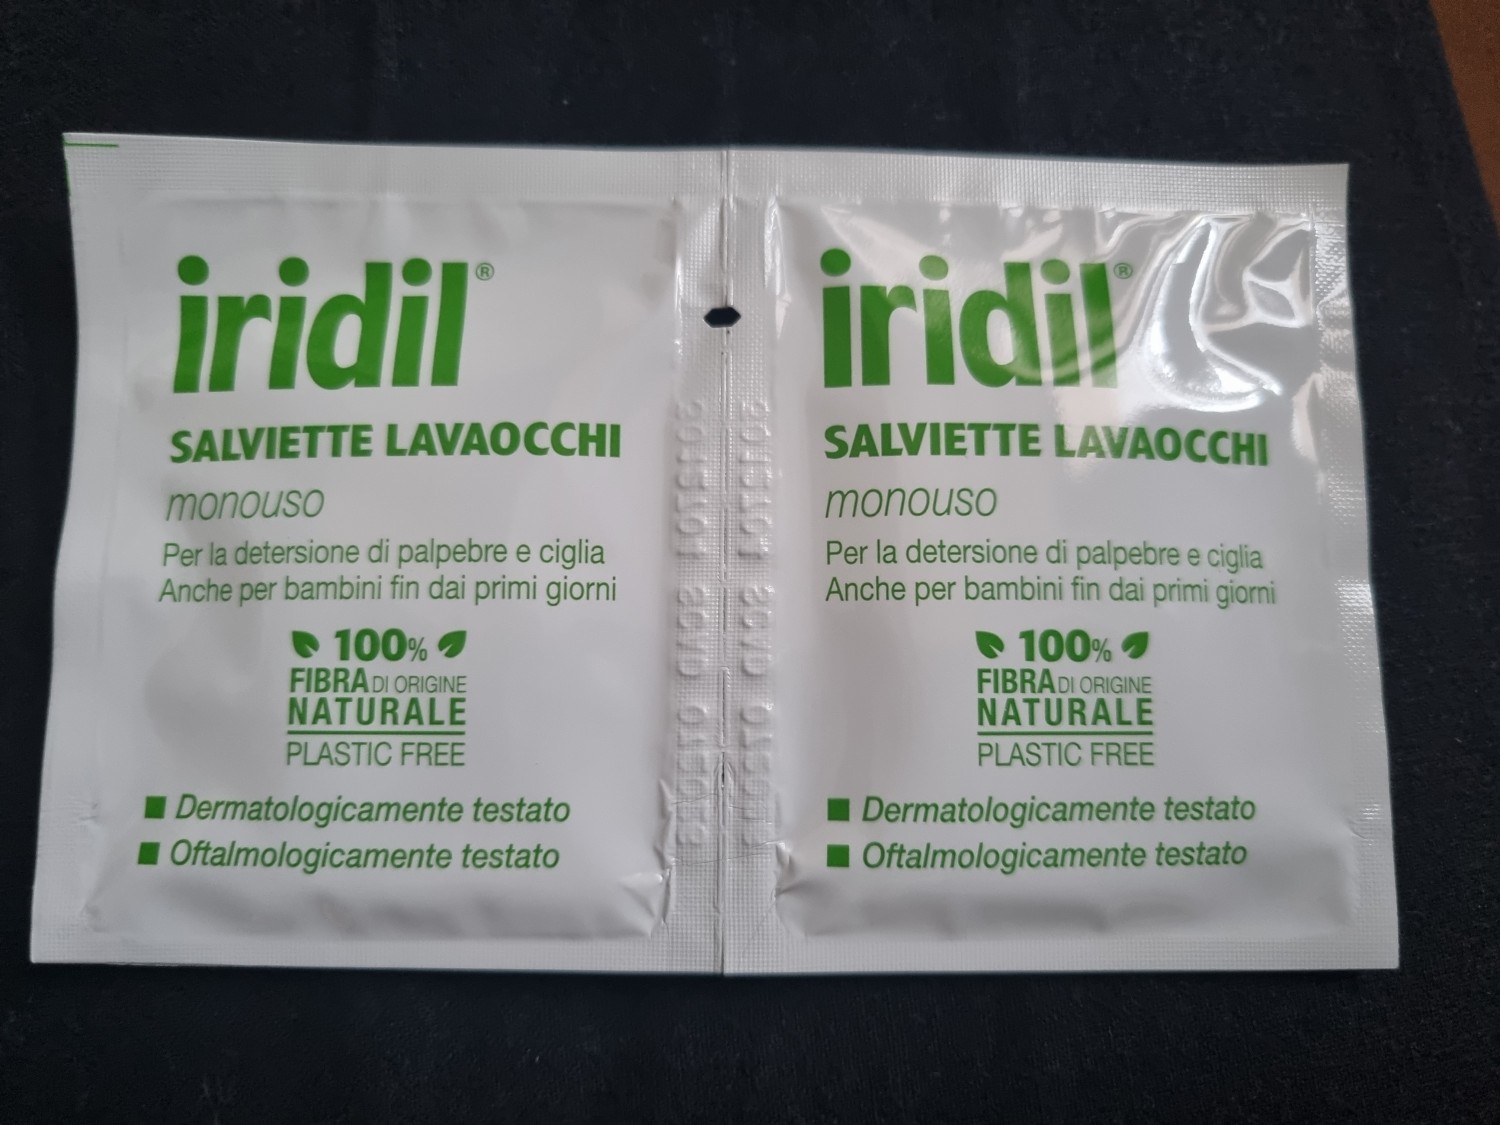 iridil®
SALVIETTE LAVAOCCHI
monouso
Per la detersione di palpebre e ciglia
Anche per bambini fin dai primi giorni
100%
FIBRA DI ORIGINE
NATURALE
PLASTIC FREE
Dermatologicamente testato
Oftalmologicamente testato
iridil®
SALVIETTE LAVAOCCHI
monouso
Per la detersione di palpebre e ciglia
Anche per bambini fin dai primi giorni
100%
FIBRA DI ORIGINE
NATURALE
PLASTIC FREE
Dermatologicamente testato
Oftalmologicamente testato